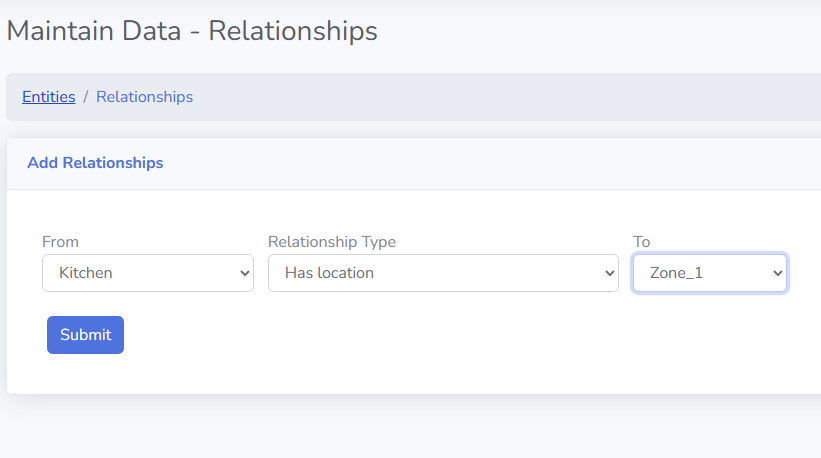 Maintain Data - Relationships
Entities / Relationships
Add Relationships
From Relationship Type To
Kitchen Has location Zone_1
Submit